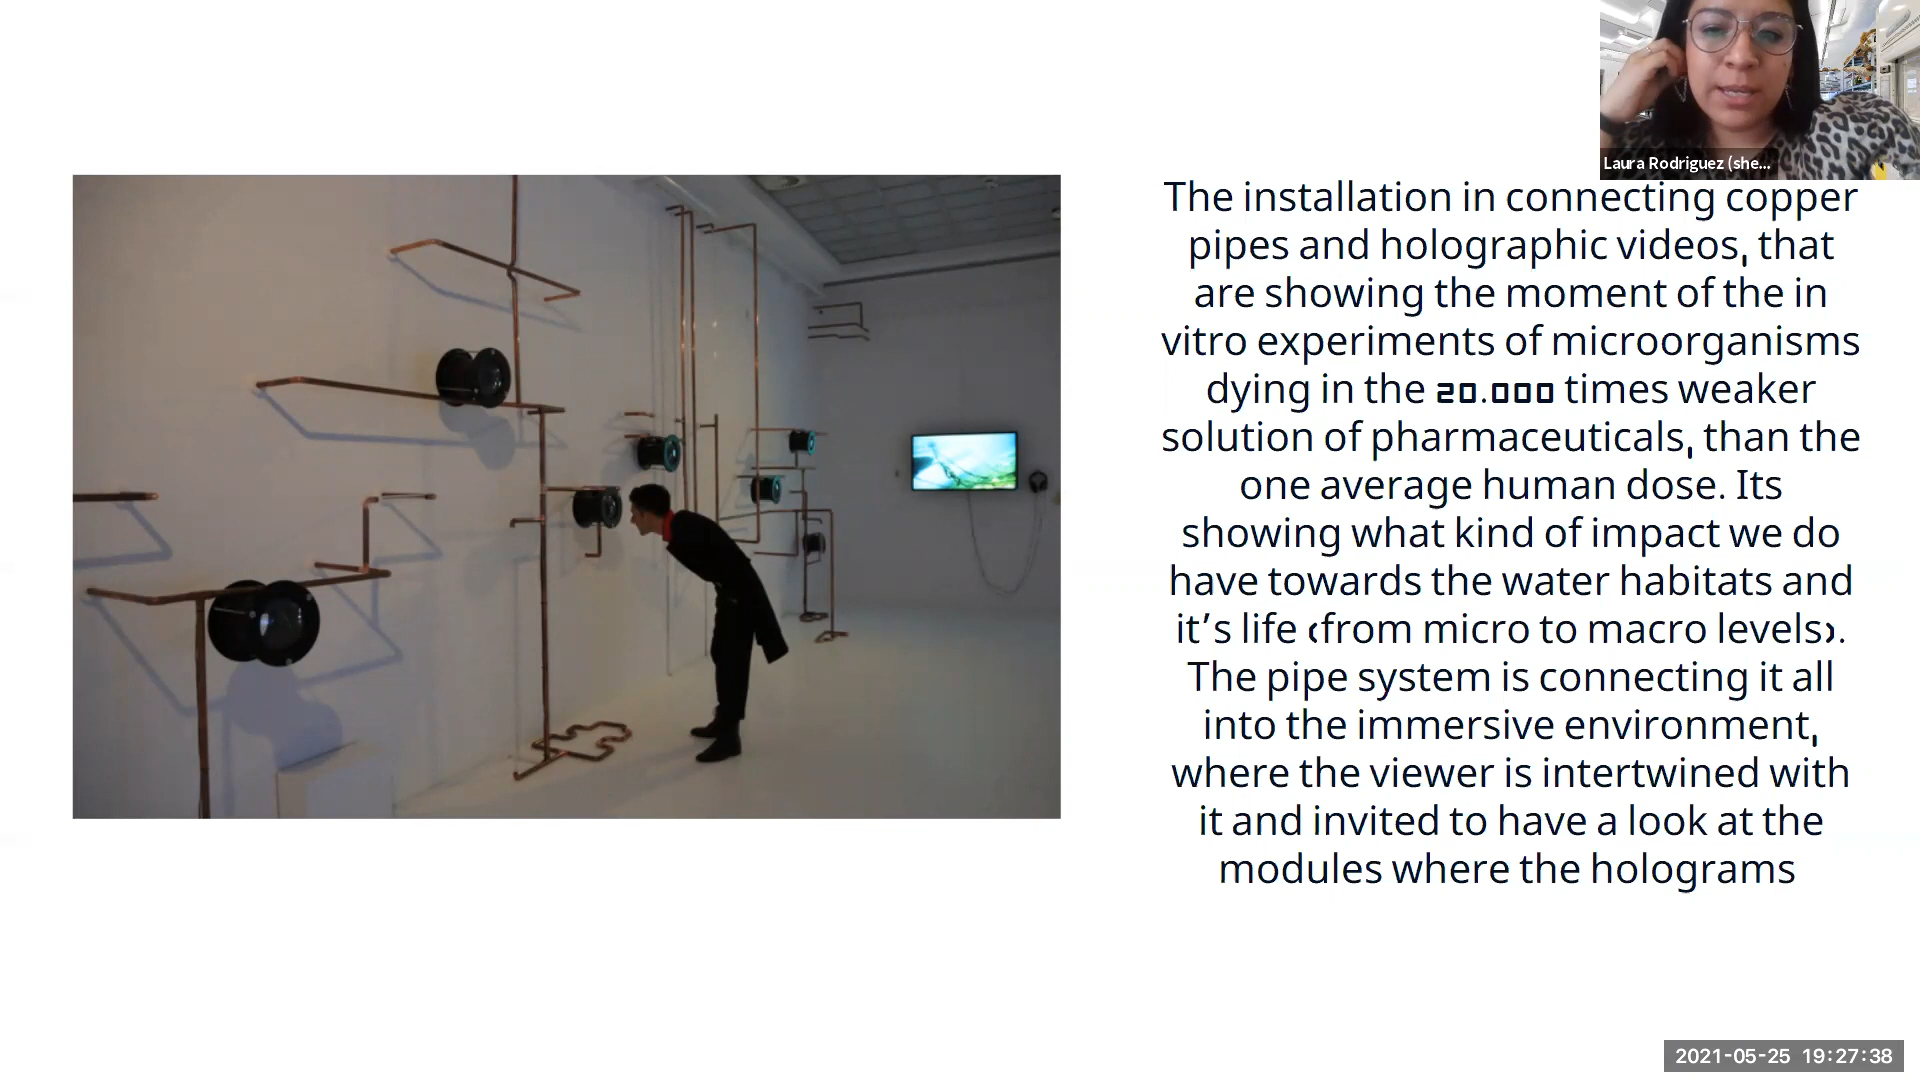 Laura Rodriguez (she...
The installation in connecting copper
pipes and holographic videos, that
are showing the moment of the in
vitro experiments of microorganisms
dying in the 20.000 times weaker
solution of pharmaceuticals, than the
one average human dose. Its
showing what kind of impact we do
have towards the water habitats and
it’s life (from micro to macro levels).
The pipe system is connecting it all
into the immersive environment,
where the viewer is intertwined with
it and invited to have a look at the
modules where the holograms
2021-05-25 19:27:38